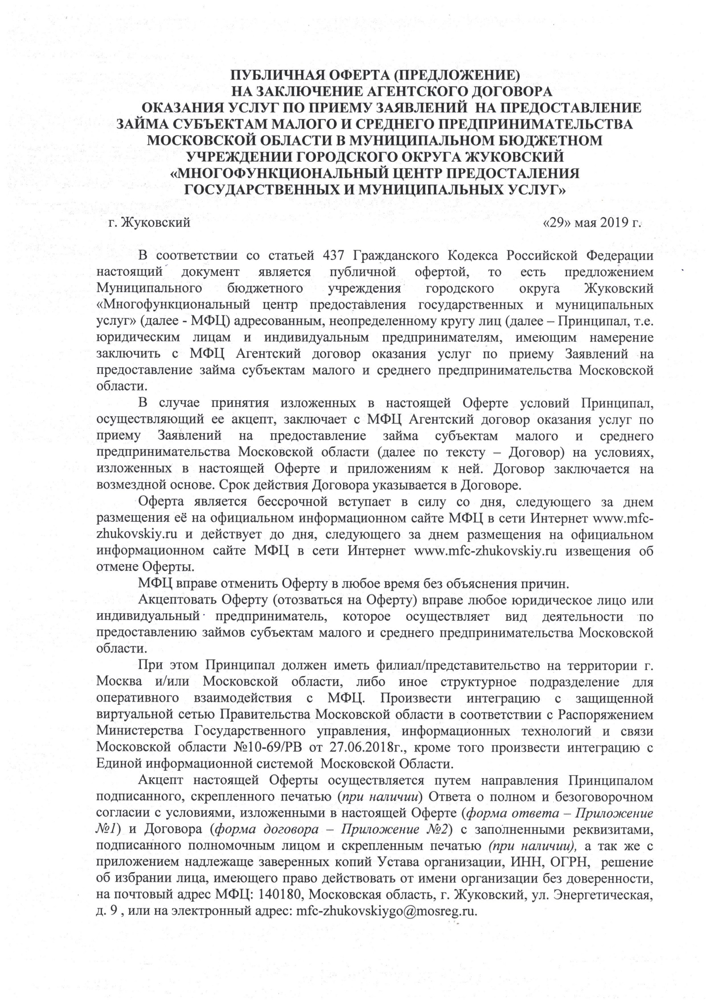 ПУБЛИЧНАЯ ОФЕРТА (ПРЕДЛОЖЕНИЕ)
НА ЗАКЛЮЧЕНИЕ АГЕНТСКОГО ДОГОВОРА
ОКАЗАНИЯ УСЛУГ ПО ПРИЕМУ ЗАЯВЛЕНИЙ НА ПРЕДОСТАВЛЕНИЕ
ЗАЙМА СУБЪЕКТАМ МАЛОГО И СРЕДНЕГО ПРЕДПРИНИМАТЕЛЬСТВА
МОСКОВСКОЙ ОБЛАСТИ В МУНИЦИПАЛЬНОМ БЮДЖЕТНОМ
УЧРЕЖДЕНИИ ГОРОДСКОГО ОКРУГА ЖУКОВСКИЙ
«МНОГОФУНКЦИОНАЛЬНЫЙ ЦЕНТР ПРЕДОСТАЛЕНИЯ
ГОСУДАРСТВЕННЫХ И МУНИЦИПАЛЬНЫХ УСЛУГ»
г. Жуковский «29» мая 2019 г.
В соответствии со статьей 437 Гражданского Кодекса Российской Федерации
настоящий документ является публичной офертой, то есть предложением
Муниципального бюджетного учреждения городского округа Жуковский
«Многофункциональный центр предоставления государственных и муниципальных
услуг» (далее - МФЦ) адресованным, неопределенному кругу лиц (далее – Принципал, т.е.
юридическим лицам и индивидуальным предпринимателям, имеющим намерение
заключить с МФЦ Агентский договор оказания услуг по приему Заявлений на
предоставление займа субъектам малого и среднего предпринимательства Московской
области.
В случае принятия изложенных в настоящей Оферте условий Принципал,
осуществляющий ее акцепт, заключает с МФЦ Агентский договор оказания услуг по
приему Заявлений на предоставление займа субъектам малого и среднего
предпринимательства Московской области (далее по тексту – Договор) на условиях,
изложенных в настоящей Оферте и приложениям к ней. Договор заключается на
возмездной основе. Срок действия Договора указывается в Договоре.
Оферта является бессрочной вступает в силу со дня, следующего за днем
размещения её на официальном информационном сайте МФЦ в сети Интернет www.mfc-
zhukovskiy.ru и действует до дня, следующего за днем размещения на официальном
информационном сайте МФЦ в сети Интернет www.mfc-zhukovskiy.ru извещения об
отмене Оферты.
МФЦ вправе отменить Оферту в любое время без объяснения причин.
Акцептовать Оферту (отозваться на Оферту) вправе любое юридическое лицо или
индивидуальный предприниматель, которое осуществляет вид деятельности по
предоставлению займов субъектам малого и среднего предпринимательства Московской
области.
При этом Принципал должен иметь филиал/представительство на территории г.
Москва и/или Московской области, либо иное структурное подразделение для
оперативного взаимодействия с МФЦ. Произвести интеграцию с защищенной
виртуальной сетью Правительства Московской области в соответствии с Распоряжением
Министерства Государственного управления, информационных технологий и связи
Московской области №10-69/РВ от 27.06.2018г., кроме того произвести интеграцию с
Единой информационной системой Московской Области.
Акцепт настоящей Оферты осуществляется путем направления Принципалом
подписанного, скрепленного печатью (при наличии) Ответа о полном и безоговорочном
согласии с условиями, изложенными в настоящей Оферте (форма ответа – Приложение
№1) и Договора (форма договора – Приложение №2) с заполненными реквизитами,
подписанного полномочным лицом и скрепленным печатью (при наличии), а так же с
приложением надлежаще заверенных копий Устава организации, ИНН, ОГРН, решение
об избрании лица, имеющего право действовать от имени организации без доверенности,
на почтовый адрес МФЦ: 140180, Московская область, г. Жуковский, ул. Энергетическая,
д. 9 , или на электронный адрес: mfc-zhukovskiygo@mosreg.ru.